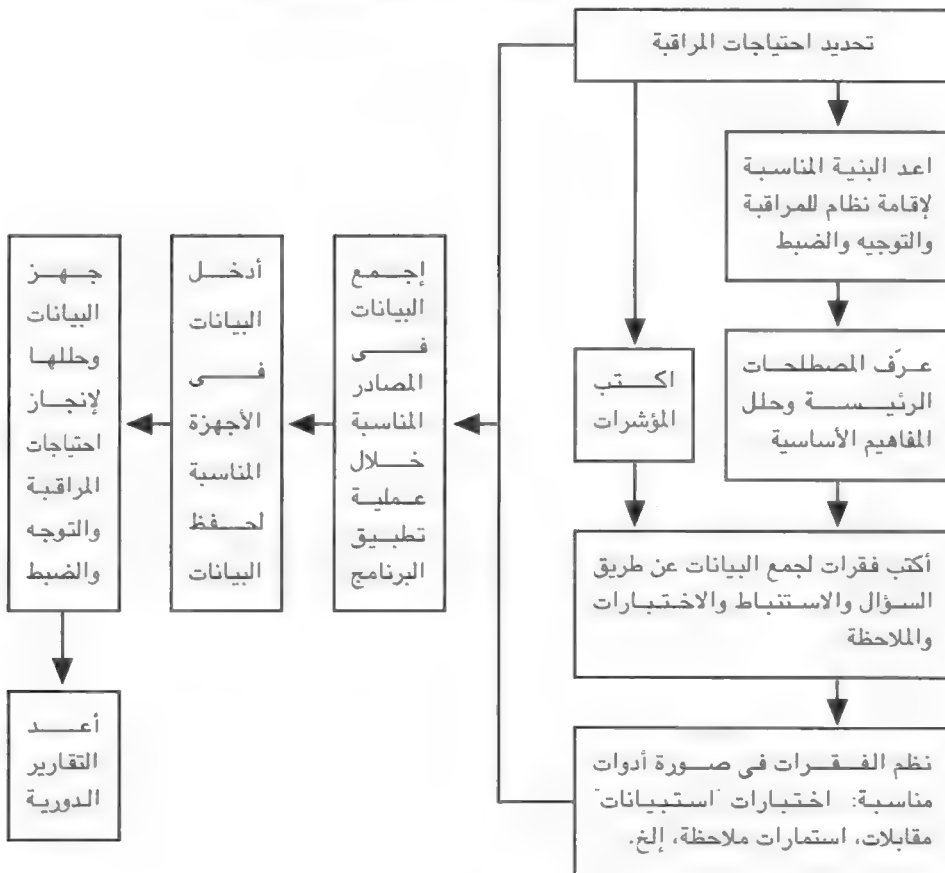 تحديد احتياجات المراقبة
اعد البنية المناسبة
لإقامة نظام للمراقبة
والتوجيه والضبط
عرّف المصطلحات
الرئيسة وحلل
المفاهيم الأساسية
اكتب
المؤشرات
أكتب فقرات لجمع البيانات عن طريق
السؤال والاستنباط والاختبارات
والملاحظة
نظم الفقرات فى صورة أدوات
مناسبة: اختبارات "استبيانات"
مقابلات، استمارات ملاحظة، إلخ.
إجمع
البيانات
فى
المصادر
المناسبة
خلال
عملية
تطبيق
البرنامج
أدخل
البيانات
فى
الأجهزة
المناسبة
لحفظ
البيانات
جهز
البيانات
وحللها
لإنجاز
احتياجات
المراقبة
والتوجه
والضبط
أعد
التقارير
الدورية